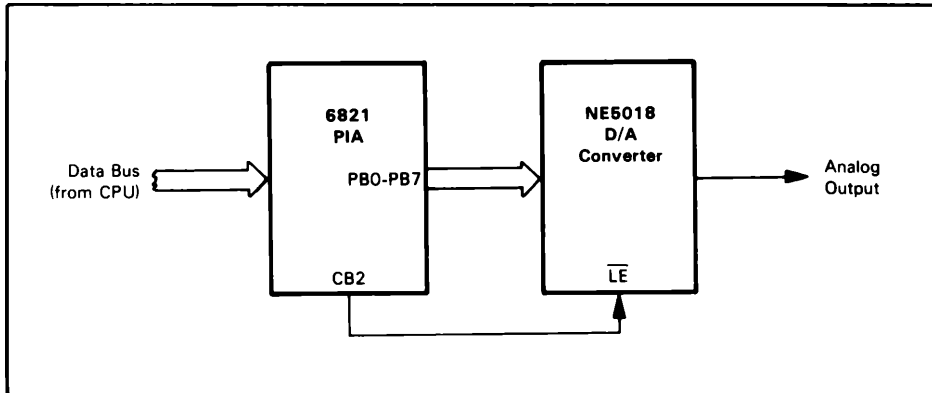 6821
PIA
NE5018
D/A
Converter
Data Bus
(from CPU)
PB0-PB7
Analog
Output
CB2
LE